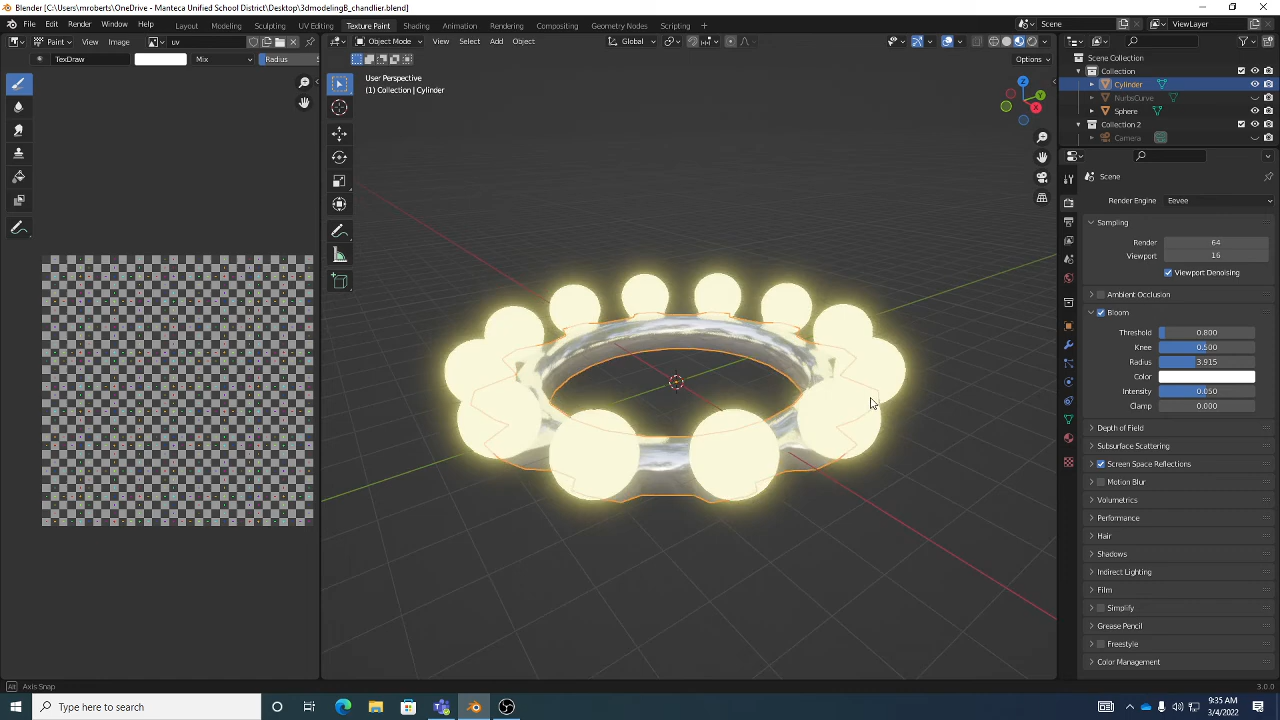 Blender [C:\Users\mroberts\OneDrive - Manteca Unified School District\Desktop\3dmodelingB_chandlier.blend]
File Edit Render Window Help Layout Modeling Sculpting UV Editing Texture Paint Shading Animation Rendering Compositing Geometry Nodes Scripting + Scene ViewLayer
Paint View Image uv Object Mode View Select Add Object Global
TexDraw Mix Radius Options
User Perspective
(1) Collection | Cylinder
Z
Y
X
Scene Collection
Collection
Cylinder
NurbsCurve
Sphere
Collection 2
Camera
Scene
Render Engine Eevee
Sampling
Render 64
Viewport 16
Viewport Denoising
Ambient Occlusion
Bloom
Threshold 0.800
Knee 0.500
Radius 3.915
Color
Intensity 0.050
Clamp 0.000
Depth of Field
Subsurface Scattering
Screen Space Reflections
Motion Blur
Volumetrics
Performance
Hair
Shadows
Indirect Lighting
Film
Simplify
Grease Pencil
Freestyle
Color Management
Alt Axis Snap 3.0.0
Type here to search
9:35 AM
3/4/2022